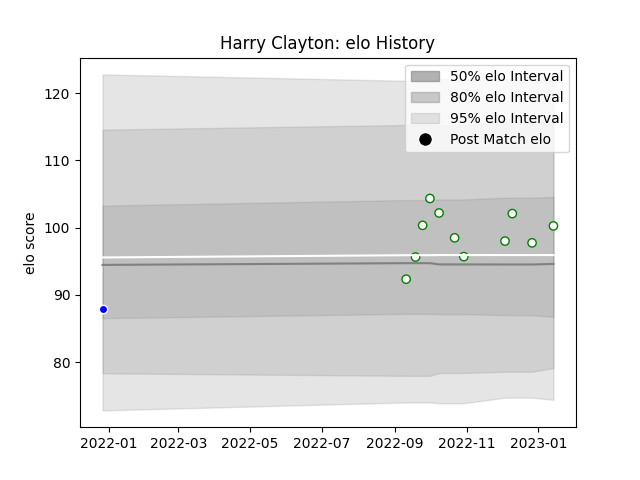 Harry Clayton: elo History
50% elo Interval
80% elo Interval
95% elo Interval
Post Match elo
elo score
120
110
100
90
80
2022-01 2022-03 2022-05 2022-07 2022-09 2022-11 2023-01